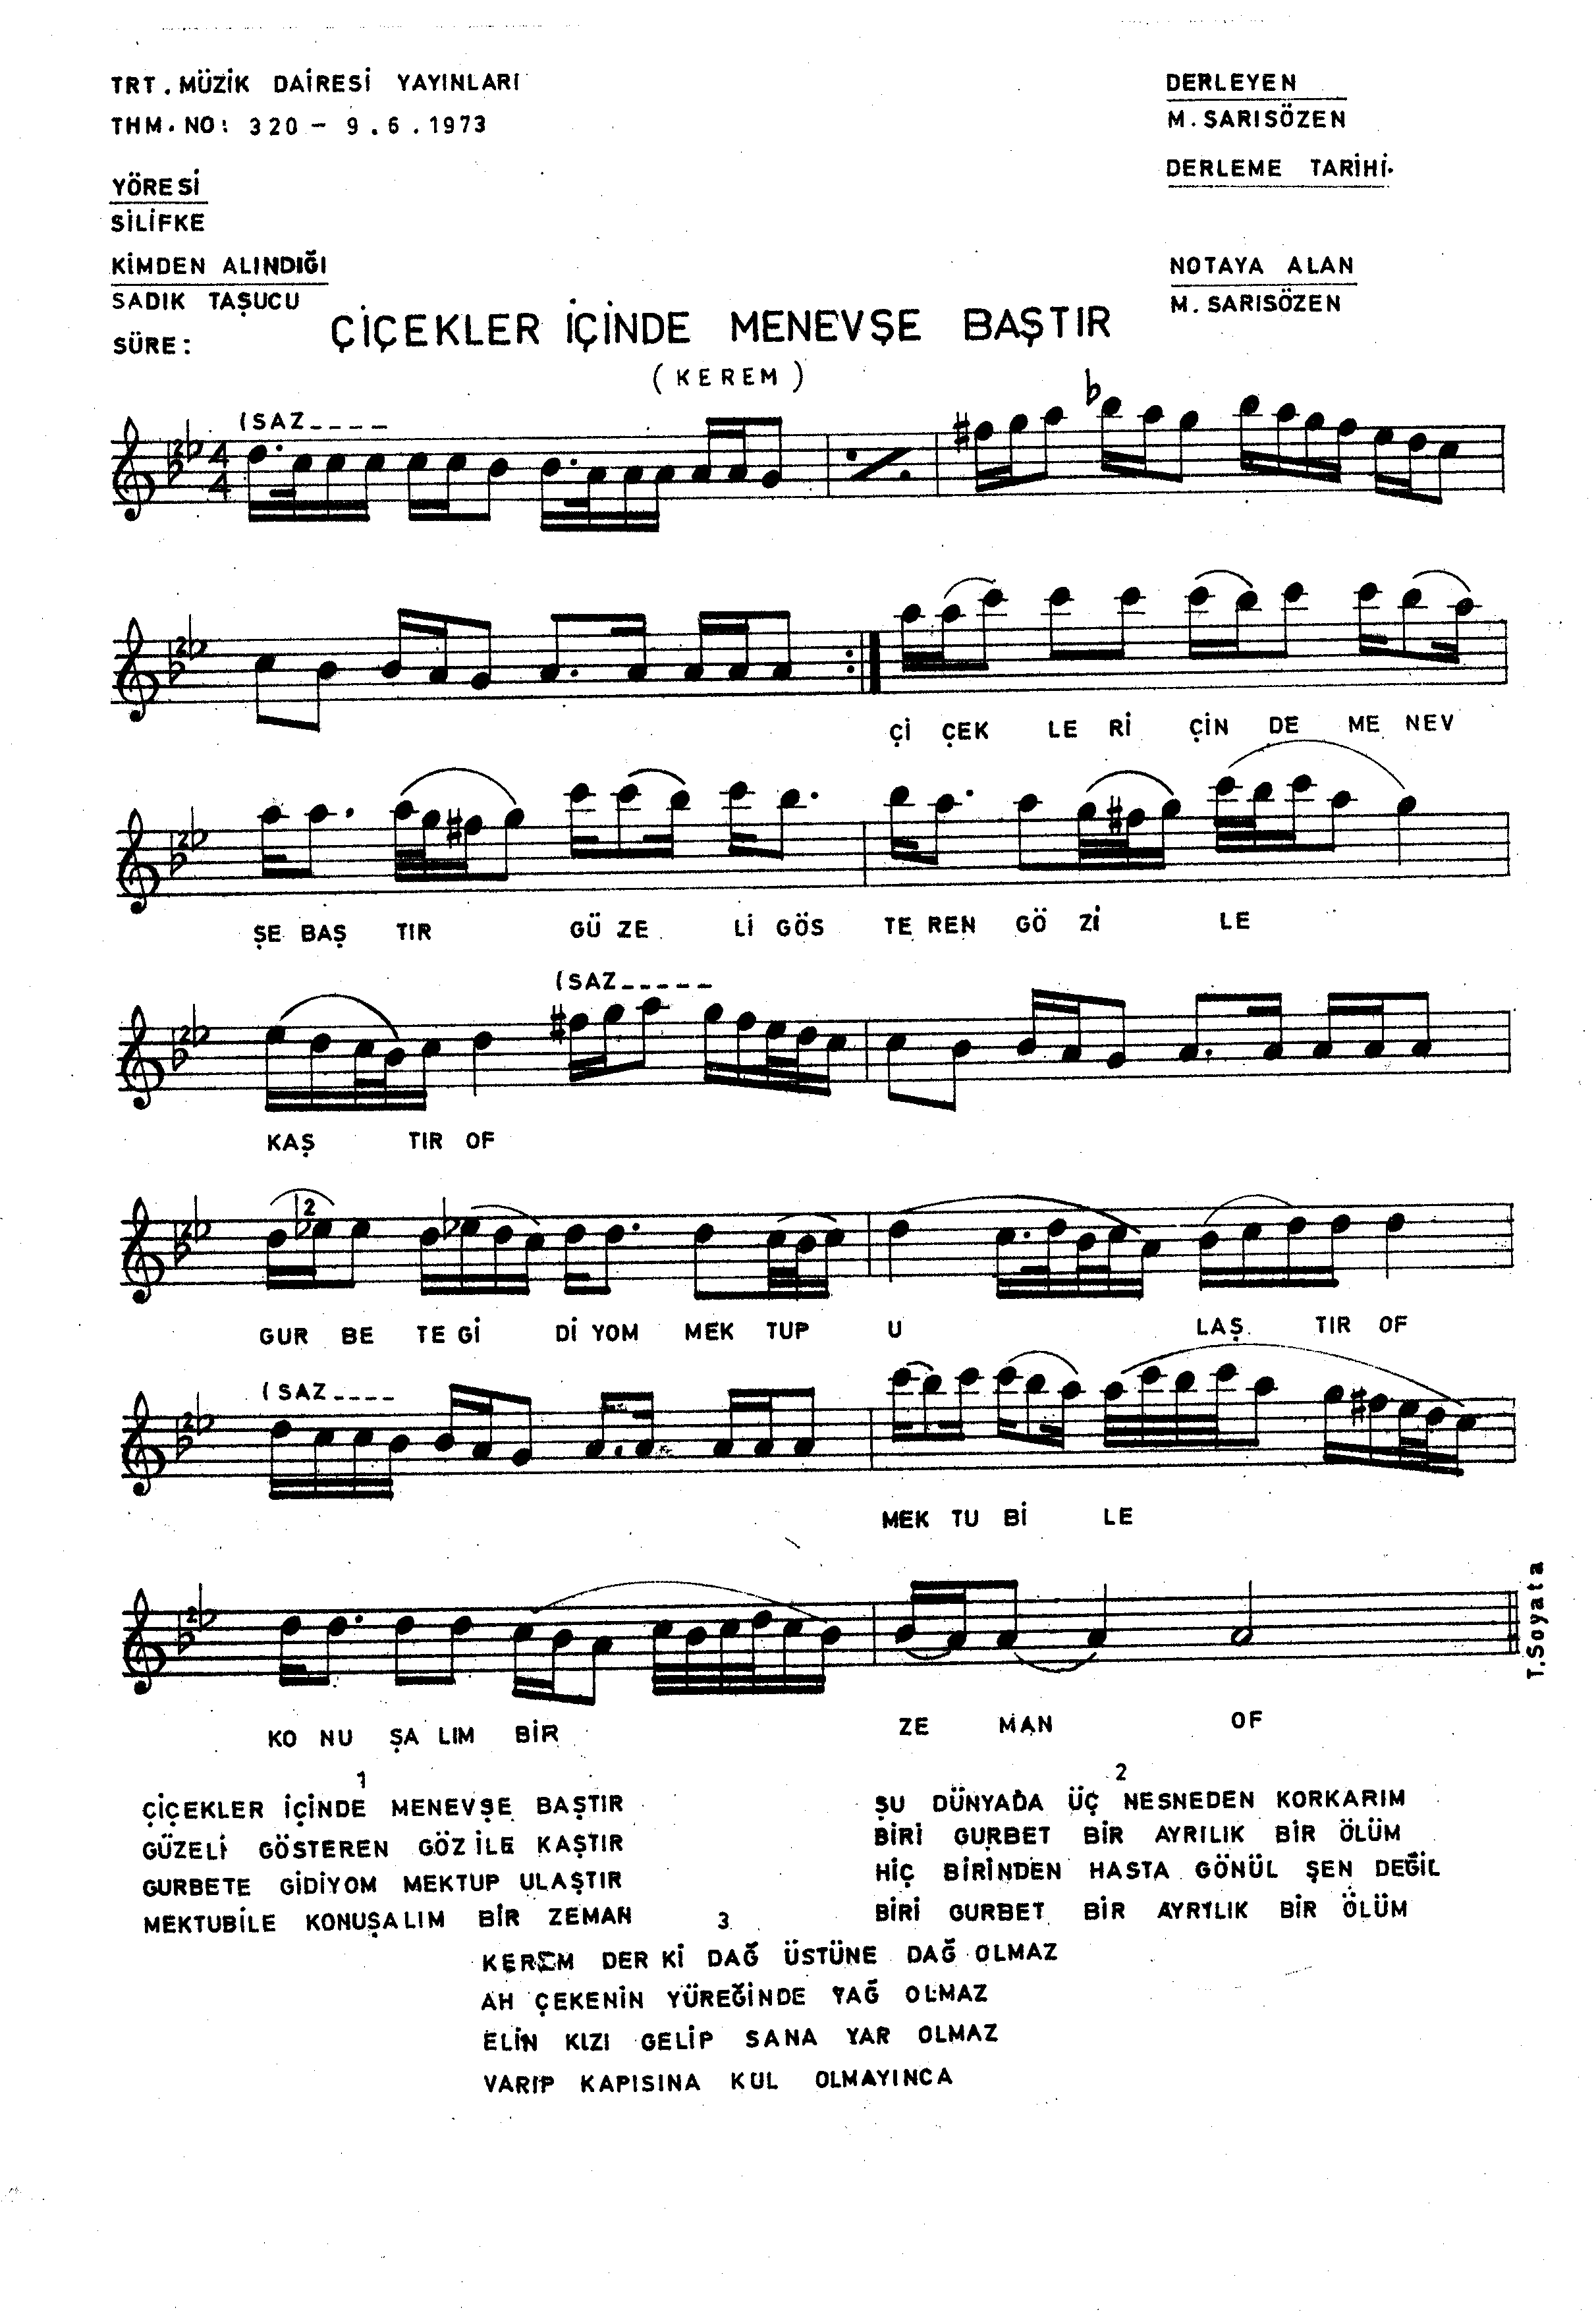 TRT. MÜZİK DAİRESİ YAYINLARI
THM. NO: 320 - 9.6.1973
YÖRESİ
SİLİFKE
KİMDEN ALINDIĞI
SADIK TAŞUCU
SÜRE:
DERLEYEN
M. SARISÖZEN
DERLEME TARİHİ.
NOTAYA ALAN
M. SARISÖZEN
ÇİÇEKLER İÇİNDE MENEVŞE BAŞTIR
(KEREM)
(SAZ----
4
4
Çİ ÇEK LE Rİ ÇİN DE ME NEV
ŞE BAŞ TIR GÜ ZE Lİ GÖS TE REN GÖ Zİ LE
(SAZ-----
KAŞ TIR OF
2
GUR BE TE Gİ Dİ YOM MEK TUP U LAŞ TIR OF
(SAZ----
MEK TU Bİ LE
KO NU ŞA LIM BİR ZE MAN OF
T. Soyata
1
ÇİÇEKLER İÇİNDE MENEVŞE BAŞTIR
GÜZELİ GÖSTEREN GÖZ İLE KAŞTIR
GURBETE GİDİYOM MEKTUP ULAŞTIR
MEKTUBİLE KONUŞALIM BİR ZEMAN
2
ŞU DÜNYADA ÜÇ NESNEDEN KORKARIM
BİRİ GURBET BİR AYRILIK BİR ÖLÜM
HİÇ BİRİNDEN HASTA GÖNÜL ŞEN DEĞİL
BİRİ GURBET BİR AYRILIK BİR ÖLÜM
3
KEREM DER Kİ DAĞ ÜSTÜNE DAĞ OLMAZ
AH ÇEKENİN YÜREĞİNDE YAĞ OLMAZ
ELİN KIZI GELİP SANA YAR OLMAZ
VARIP KAPISINA KUL OLMAYINCA